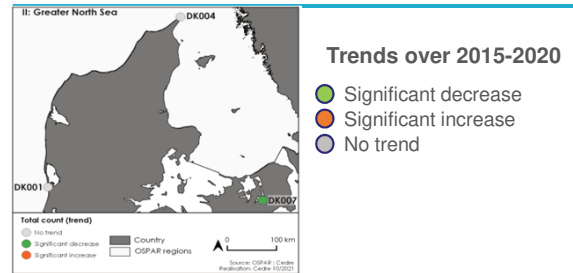 II: Greater North Sea
DK004
DK001
DK007
Total count (trend)
No trend
Significant decrease
Significant increase
Country
OSPAR regions
0 100 km
Source: OSPAR - Cedre
Realisation: Cedre 10/2021
Trends over 2015-2020
Significant decrease
Significant increase
No trend